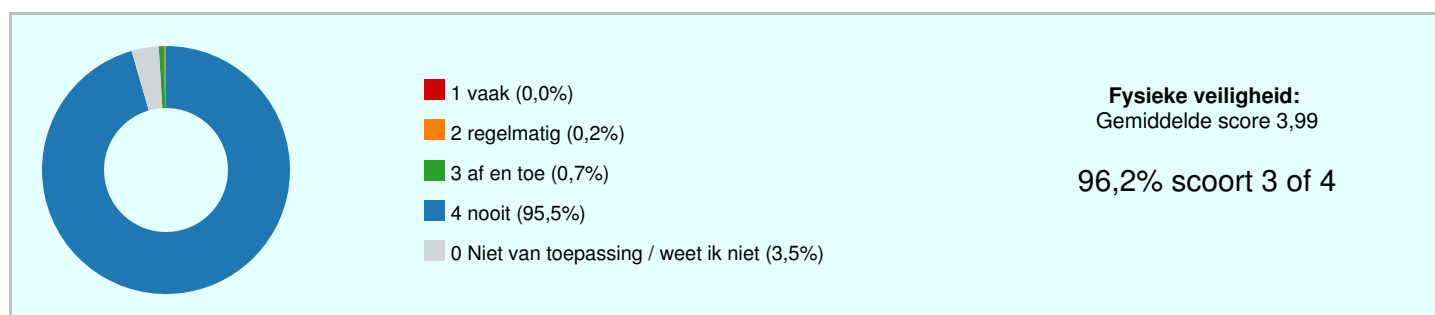 1 vaak (0,0%)
2 regelmatig (0,2%)
3 af en toe (0,7%)
4 nooit (95,5%)
0 Niet van toepassing / weet ik niet (3,5%)
Fysieke veiligheid:
Gemiddelde score 3,99
96,2% scoort 3 of 4